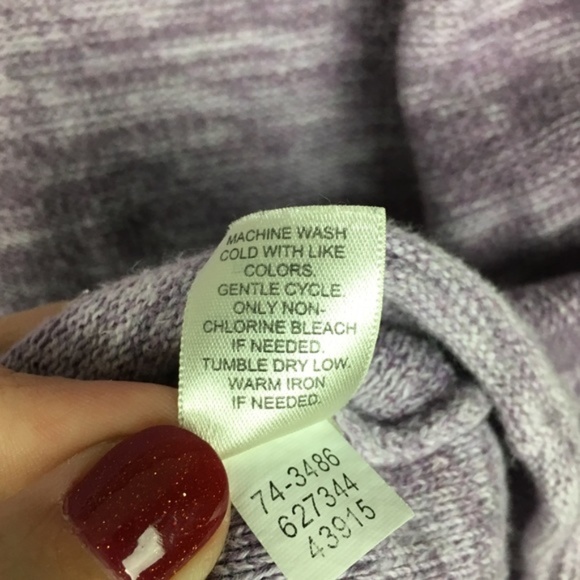 MACHINE WASH
COLD WITH LIKE
COLORS.
GENTLE CYCLE.
ONLY NON-
CHLORINE BLEACH
IF NEEDED.
TUMBLE DRY LOW.
WARM IRON
IF NEEDED.
74-3486
627344
43915